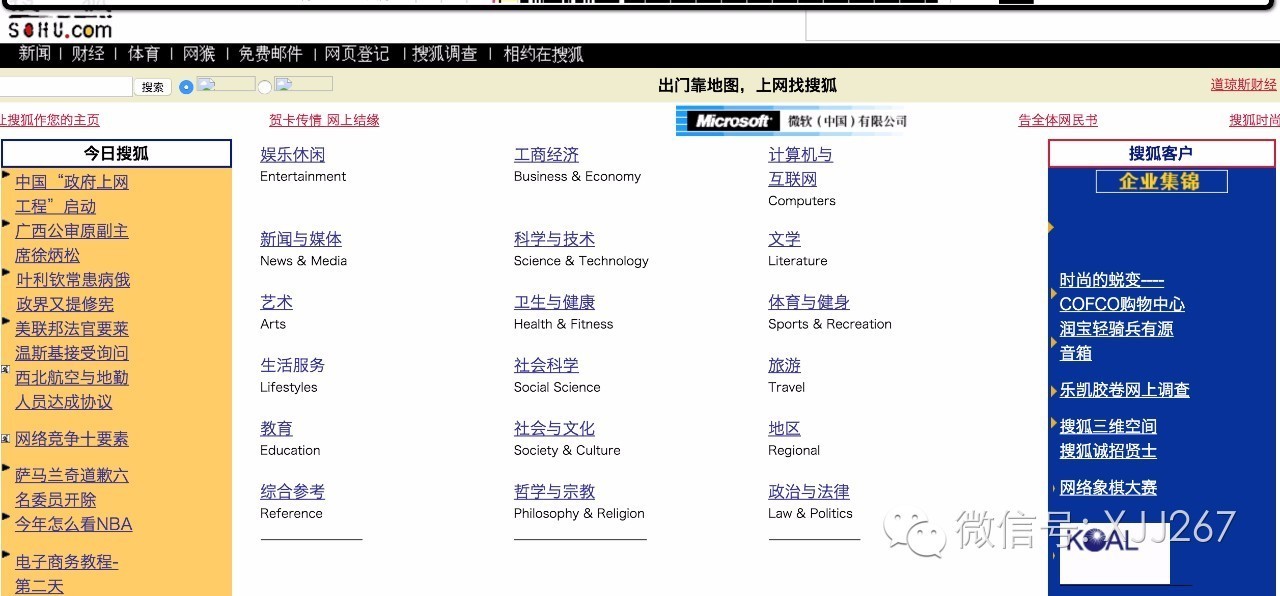 SOHU.com
新闻 | 财经 | 体育 | 网猴 | 免费邮件 | 网页登记 | 搜狐调查 | 相约在搜狐
搜索
出门靠地图，上网找搜狐
道琼斯财经
让搜狐作您的主页
贺卡传情 网上结缘
Microsoft 微软（中国）有限公司
告全体网民书
搜狐时尚
今日搜狐
中国“政府上网
工程”启动
广西公审原副主
席徐炳松
叶利钦常患病俄
政界又提修宪
美联邦法官要莱
温斯基接受询问
西北航空与地勤
人员达成协议
网络竞争十要素
萨马兰奇道歉六
名委员开除
今年怎么看NBA
电子商务教程-
第二天
娱乐休闲
Entertainment
工商经济
Business & Economy
计算机与
互联网
Computers
新闻与媒体
News & Media
科学与技术
Science & Technology
文学
Literature
艺术
Arts
卫生与健康
Health & Fitness
体育与健身
Sports & Recreation
生活服务
Lifestyles
社会科学
Social Science
旅游
Travel
教育
Education
社会与文化
Society & Culture
地区
Regional
综合参考
Reference
哲学与宗教
Philosophy & Religion
政治与法律
Law & Politics
搜狐客户
企业集锦
时尚的蜕变----
COFCO购物中心
润宝轻骑兵有源
音箱
乐凯胶卷网上调查
搜狐三维空间
搜狐诚招贤士
网络象棋大赛
KOAL
微信号: XJJ267